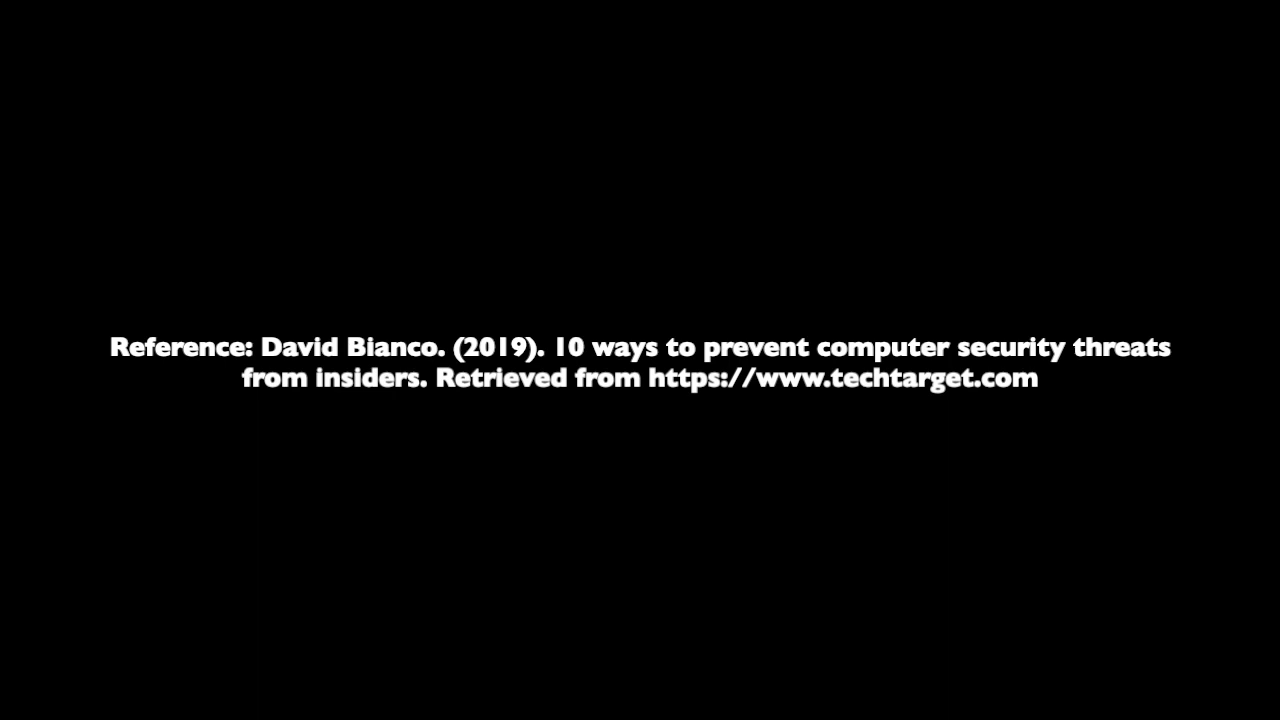 Reference: David Bianco. (2019). 10 ways to prevent computer security threats
from insiders. Retrieved from https://www.techtarget.com